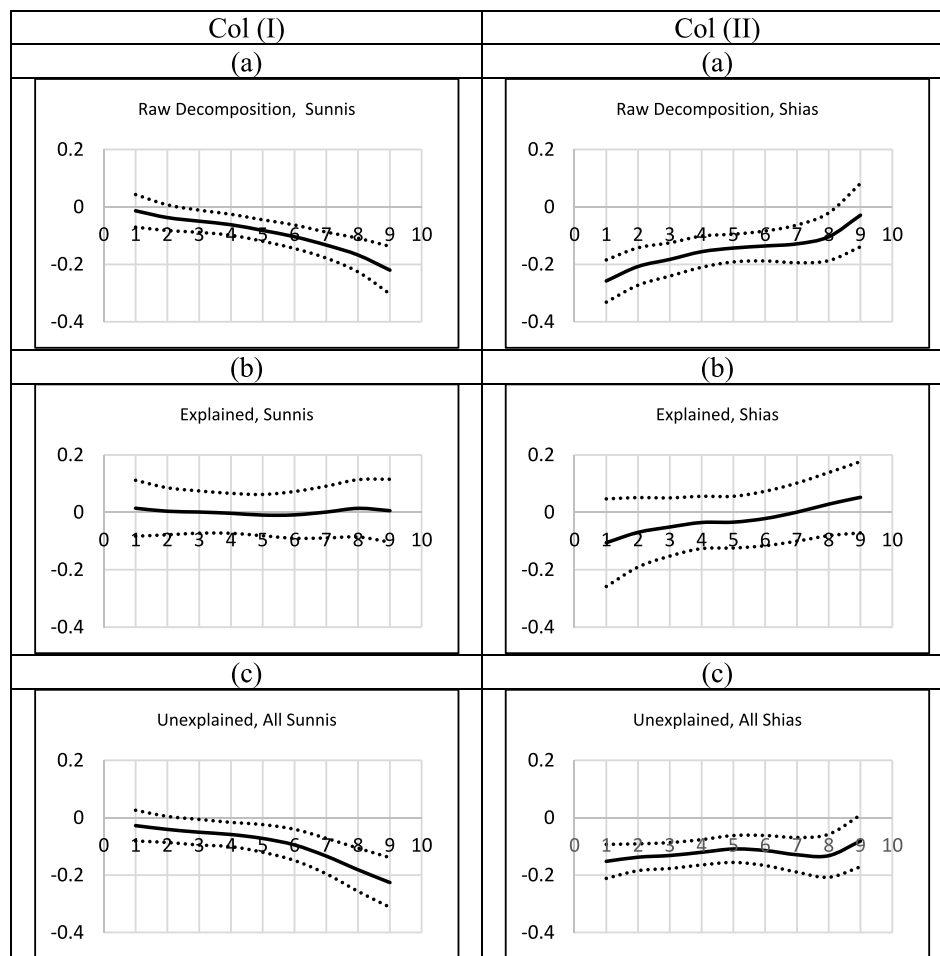 Col (I) Col (II)
(a) (a)
Raw Decomposition, Sunnis
0.2
0
-0.2
-0.4
0 1 2 3 4 5 6 7 8 9 10
Raw Decomposition, Shias
0.2
0
-0.2
-0.4
0 1 2 3 4 5 6 7 8 9 10
(b) (b)
Explained, Sunnis
0.2
0
-0.2
-0.4
0 1 2 3 4 5 6 7 8 9 10
Explained, Shias
0.2
0
-0.2
-0.4
0 1 2 3 4 5 6 7 8 9 10
(c) (c)
Unexplained, All Sunnis
0.2
0
-0.2
-0.4
0 1 2 3 4 5 6 7 8 9 10
Unexplained, All Shias
0.2
0
-0.2
-0.4
0 1 2 3 4 5 6 7 8 9 10